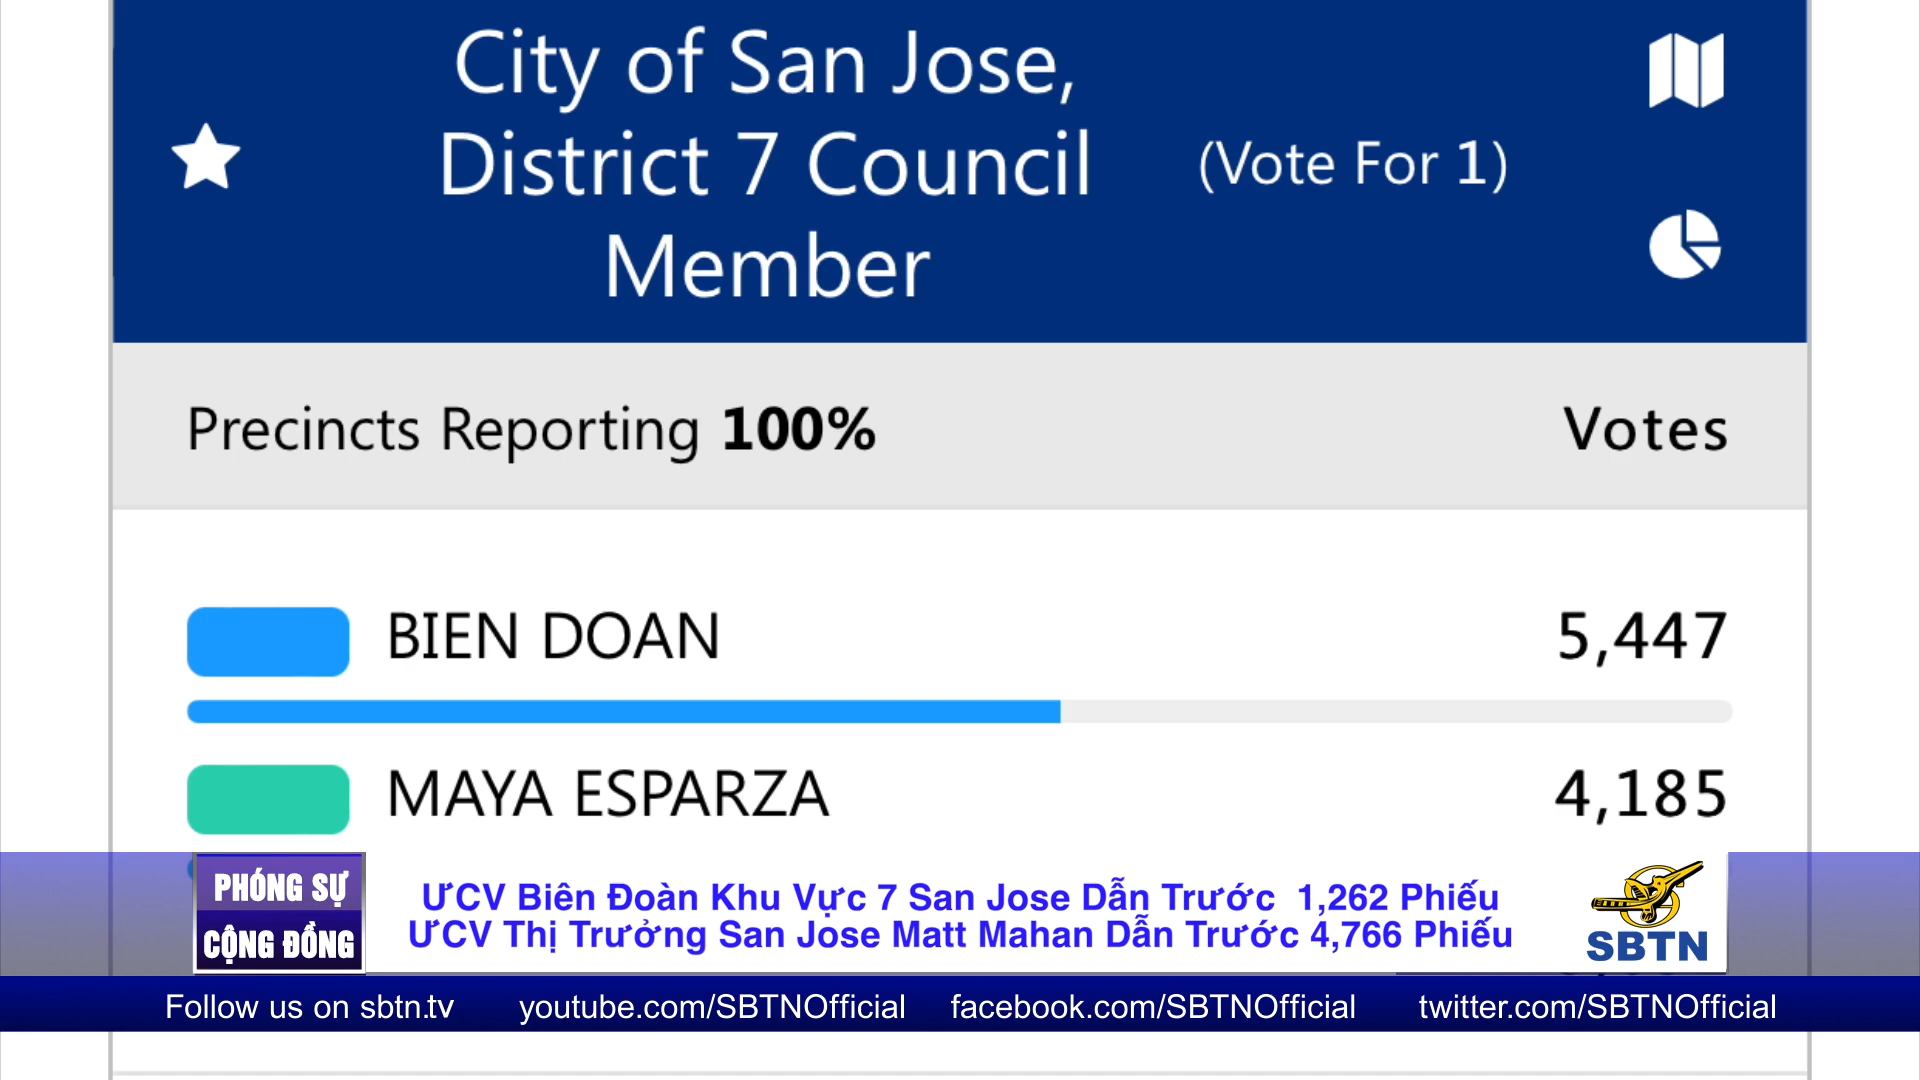 City of San Jose,
District 7 Council
Member
(Vote For 1)
Precincts Reporting 100%
Votes
BIEN DOAN
5,447
MAYA ESPARZA
4,185
PHÓNG SỰ
CỘNG ĐỒNG
ƯCV Biên Đoàn Khu Vực 7 San Jose Dẫn Trước 1,262 Phiếu
ƯCV Thị Trưởng San Jose Matt Mahan Dẫn Trước 4,766 Phiếu
SBTN
Follow us on sbtn.tv youtube.com/SBTNOfficial facebook.com/SBTNOfficial twitter.com/SBTNOfficial